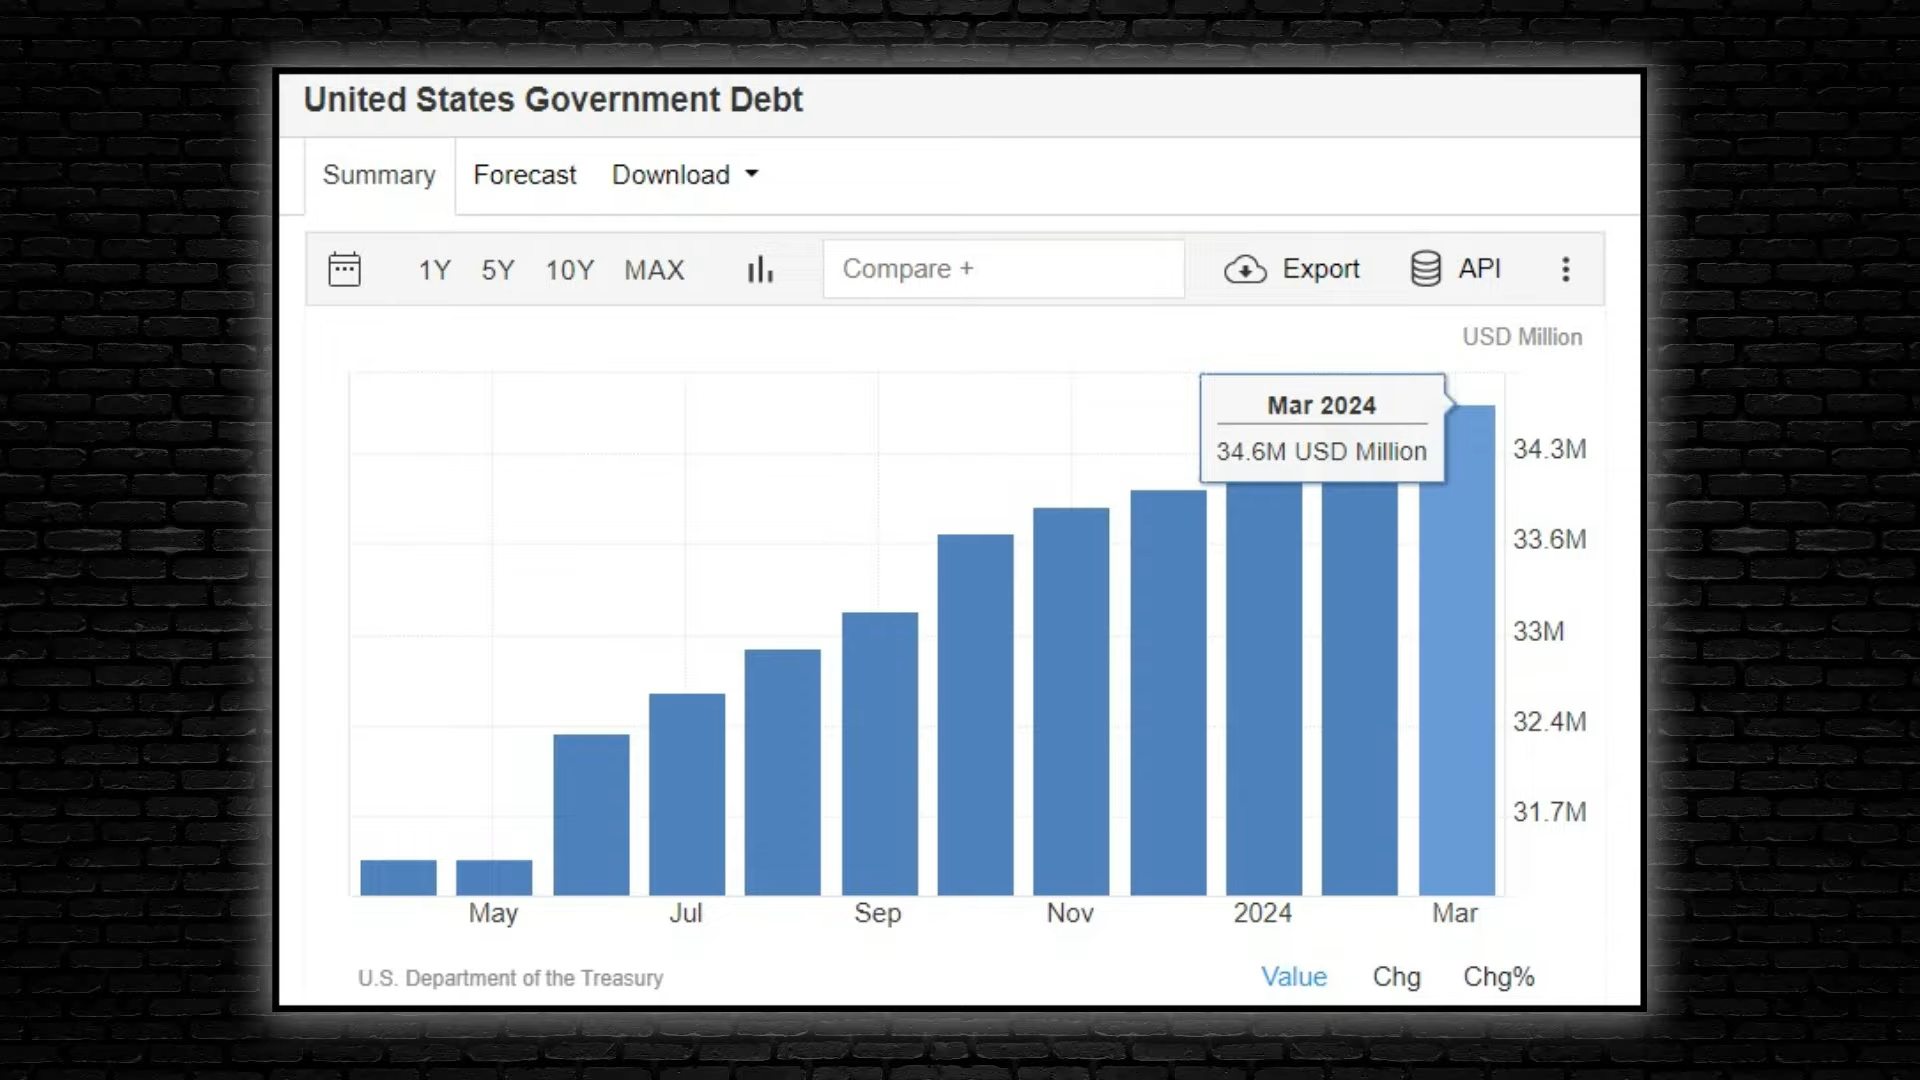 United States Government Debt
Summary Forecast Download
1Y 5Y 10Y MAX Compare + Export API
USD Million
Mar 2024
34.6M USD Million
34.3M
33.6M
33M
32.4M
31.7M
May Jul Sep Nov 2024 Mar
U.S. Department of the Treasury Value Chg Chg%